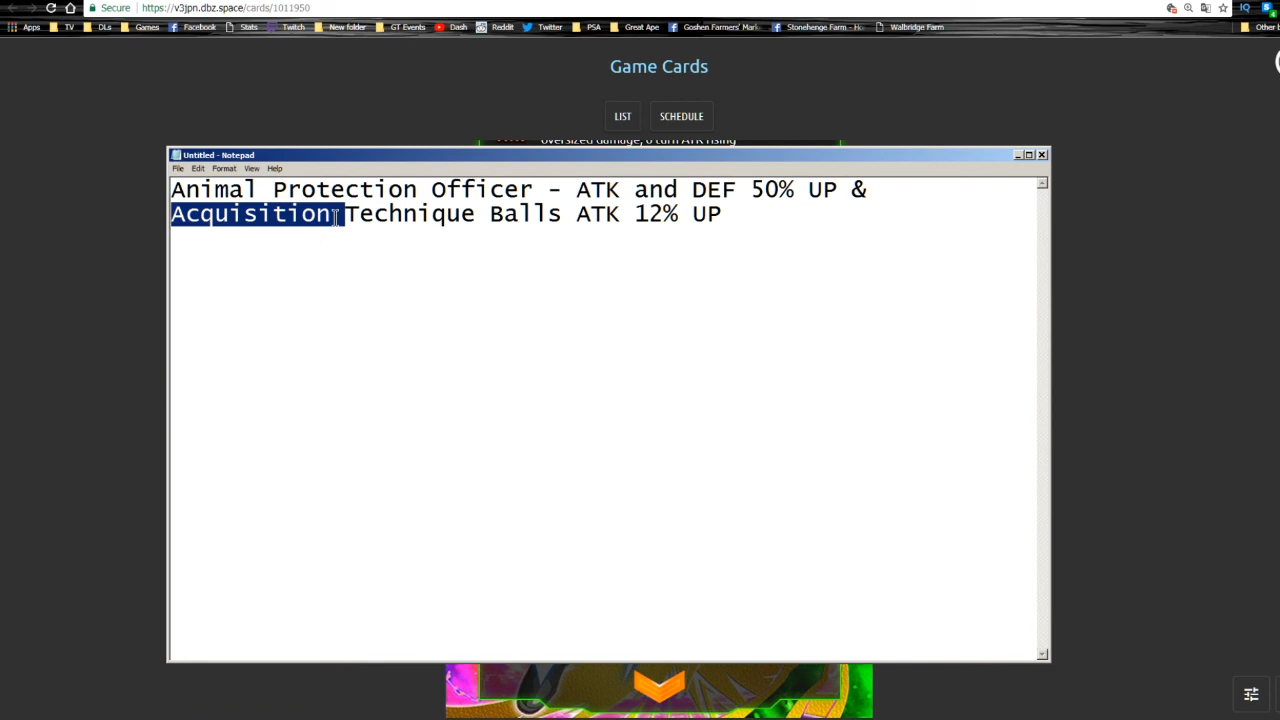 Secure https://v3jpn.dbz.space/cards/1011950
Apps TV DLs Games Facebook Stats Twitch New folder GT Events Dash Reddit Twitter PSA Great Ape Goshen Farmers' Mark Stonehenge Farm - Ho Walbridge Farm Other b
Game Cards
LIST SCHEDULE
oversized damage, 6 turn ATK rising
Untitled - Notepad
File Edit Format View Help
Animal Protection Officer - ATK and DEF 50% UP &
Acquisition Technique Balls ATK 12% UP